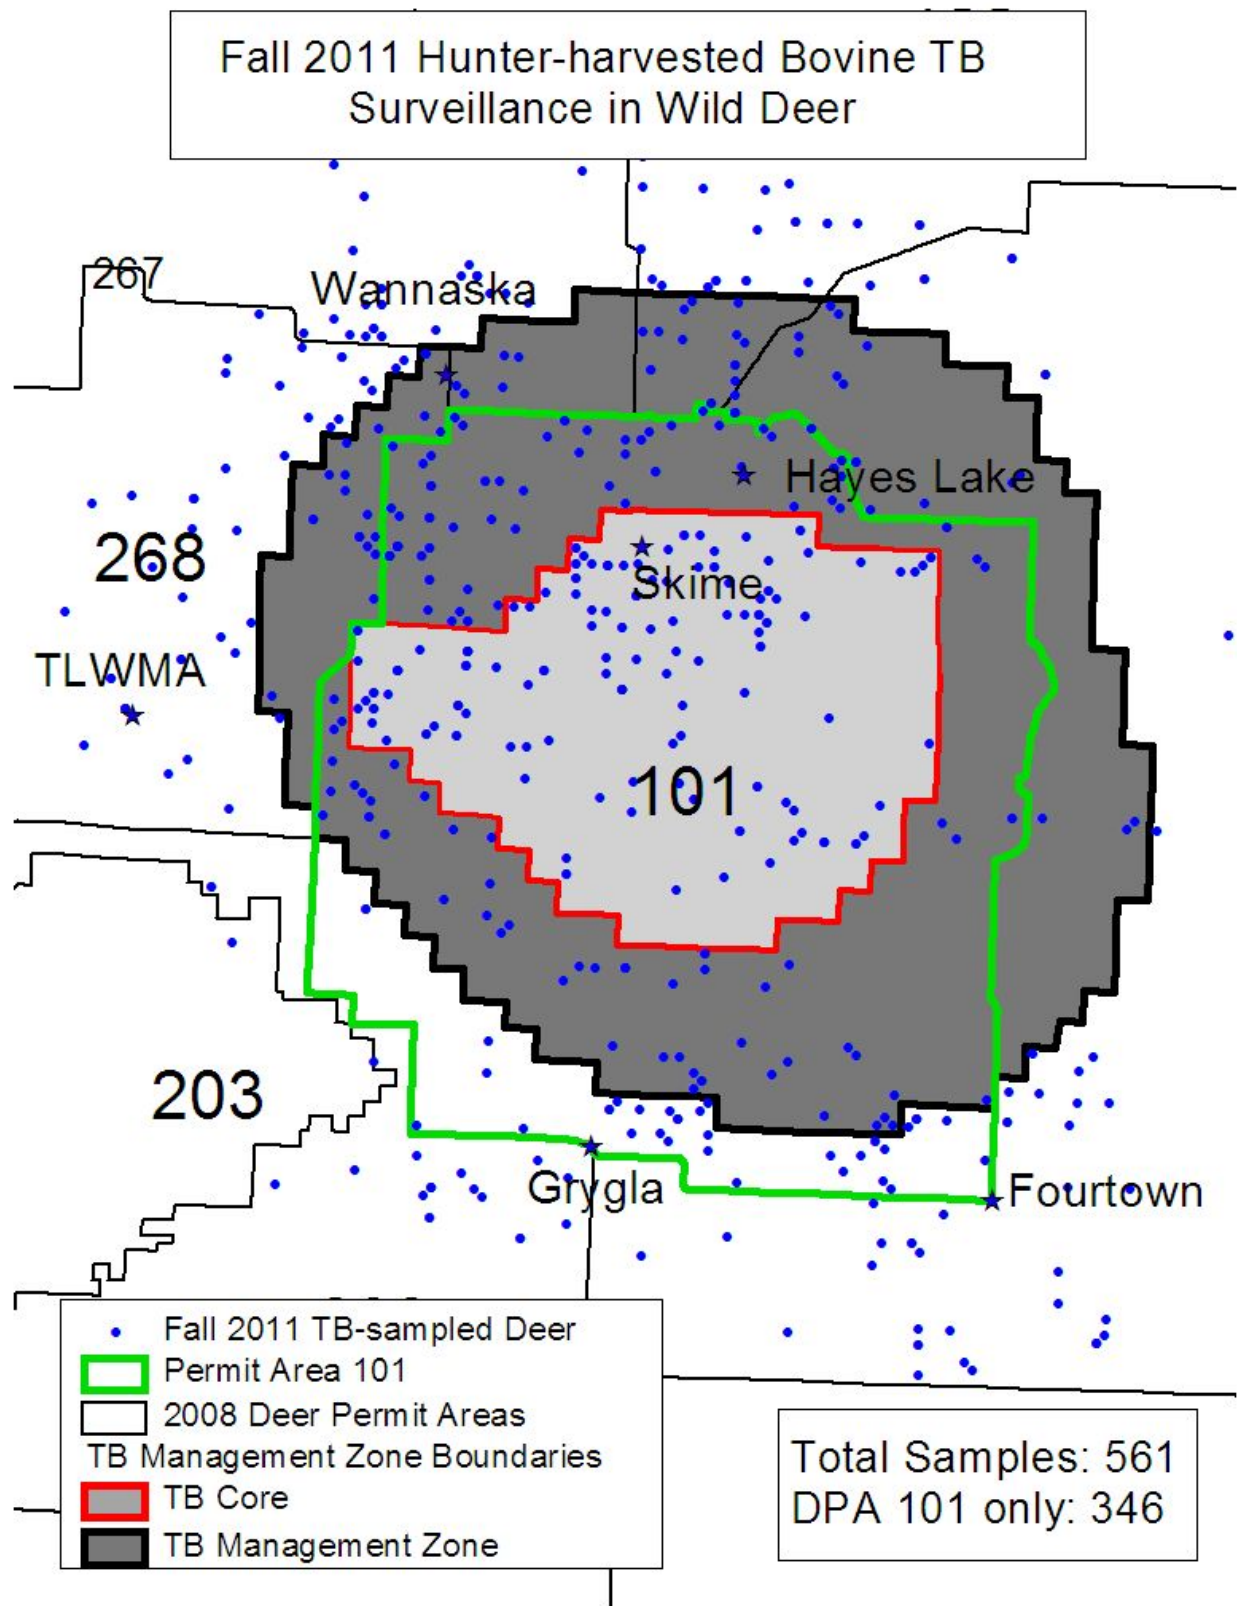 Fall 2011 Hunter-harvested Bovine TB
Surveillance in Wild Deer
267
Wannaska
Hayes Lake
268
Skime
TLWMA
101
203
Grygla
Fourtown
Fall 2011 TB-sampled Deer
Permit Area 101
2008 Deer Permit Areas
TB Management Zone Boundaries
TB Core
TB Management Zone
Total Samples: 561
DPA 101 only: 346